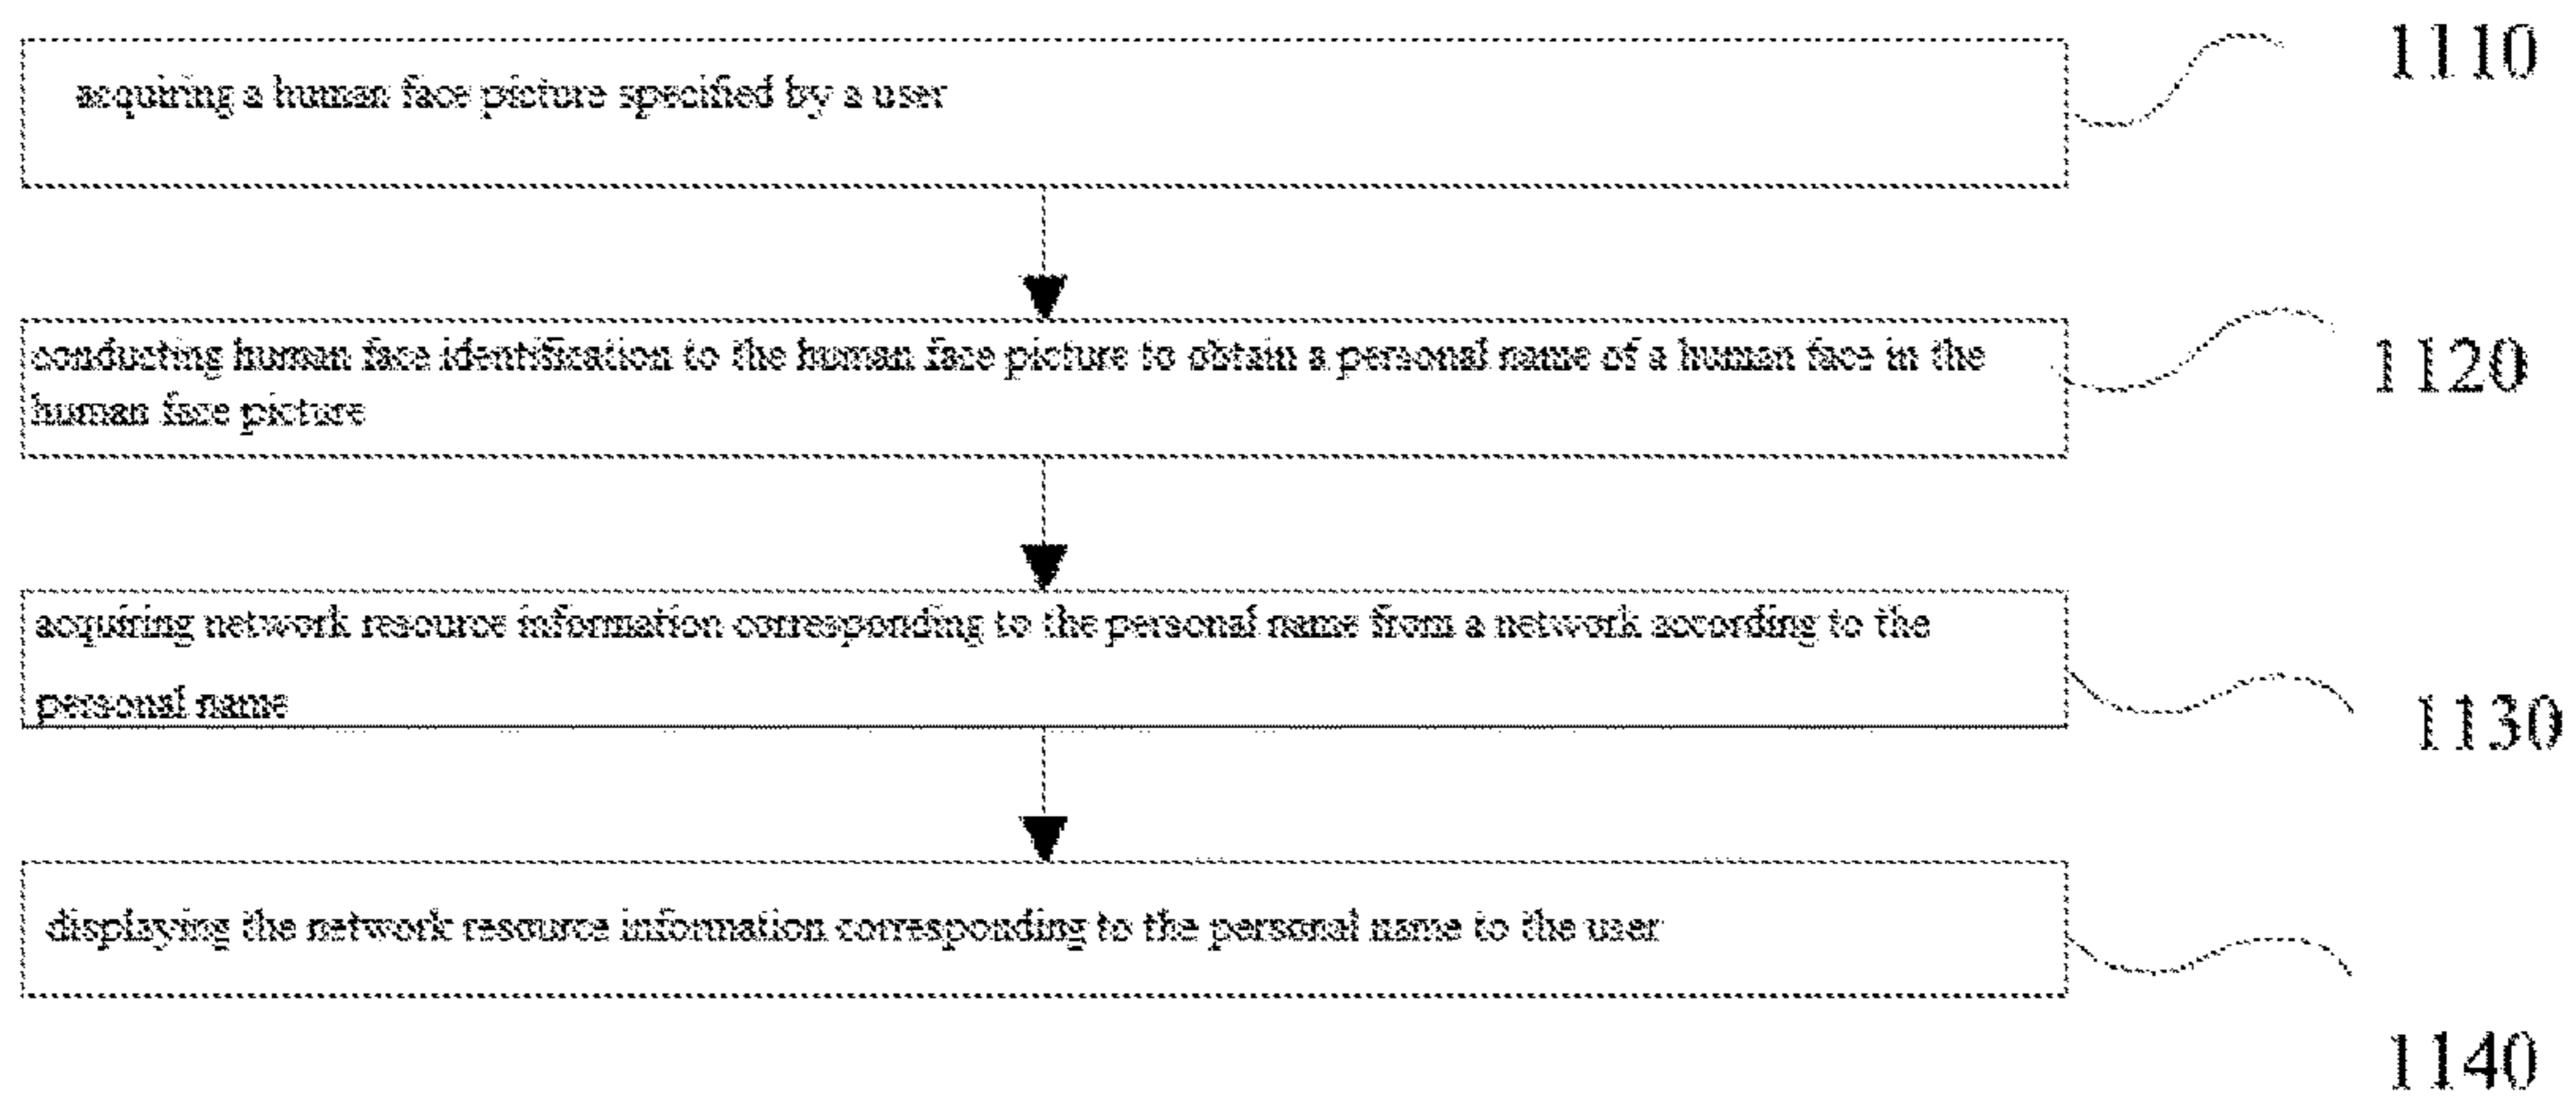 acquiring a human face picture specified by a user
1110
conducting human face identification to the human face picture to obtain a personal name of a human face in the
human face picture
1120
acquiring network resource information corresponding to the personal name from a network according to the
personal name
1130
displaying the network resource information corresponding to the personal name to the user
1140